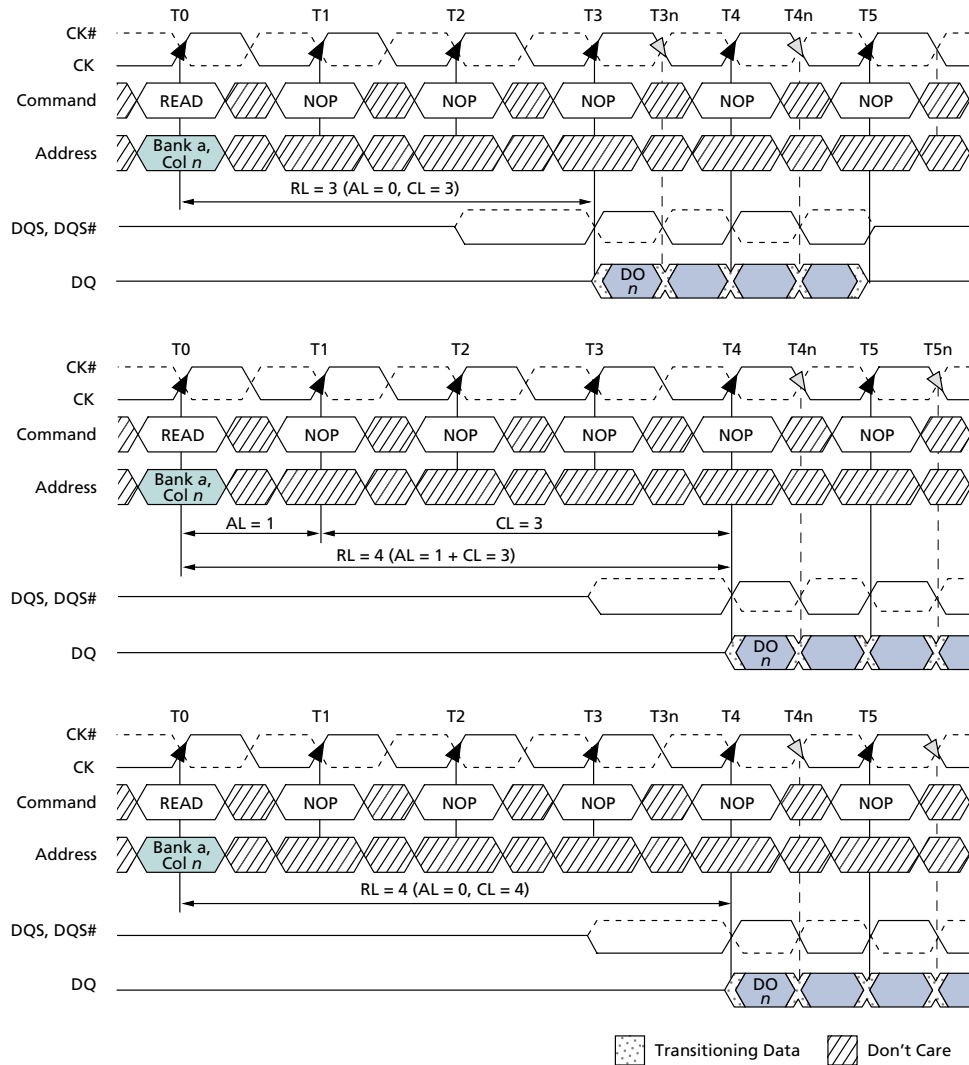 T0 T1 T2 T3 T3n T4 T4n T5
CK#
CK
Command READ NOP NOP NOP NOP NOP
Address Bank a,
Col n
RL = 3 (AL = 0, CL = 3)
DQS, DQS#
DQ DO
n
T0 T1 T2 T3 T4 T4n T5 T5n
CK#
CK
Command READ NOP NOP NOP NOP NOP
Address Bank a,
Col n
AL = 1 CL = 3
RL = 4 (AL = 1 + CL = 3)
DQS, DQS#
DQ DO
n
T0 T1 T2 T3 T3n T4 T4n T5
CK#
CK
Command READ NOP NOP NOP NOP NOP
Address Bank a,
Col n
RL = 4 (AL = 0, CL = 4)
DQS, DQS#
DQ DO
n
Transitioning Data Don't Care